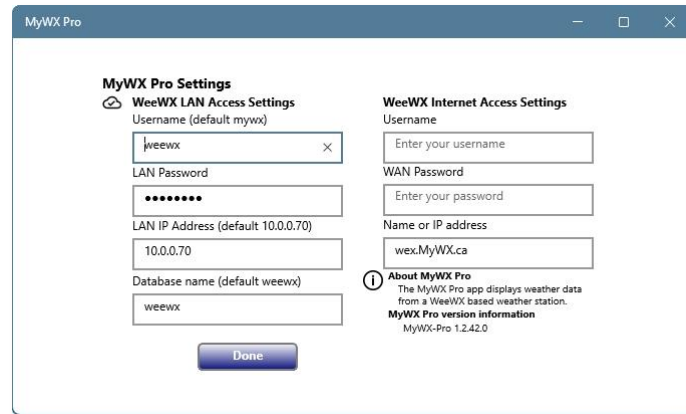 MyWX Pro
MyWX Pro Settings
WeeWX LAN Access Settings
Username (default mywx)
weewx
LAN Password
••••••••
LAN IP Address (default 10.0.0.70)
10.0.0.70
Database name (default weewx)
weewx
Done
WeeWX Internet Access Settings
Username
Enter your username
WAN Password
Enter your password
Name or IP address
wex.MyWX.ca
About MyWX Pro
The MyWX Pro app displays weather data
from a WeeWX based weather station.
MyWX Pro version information
MyWX-Pro 1.2.42.0